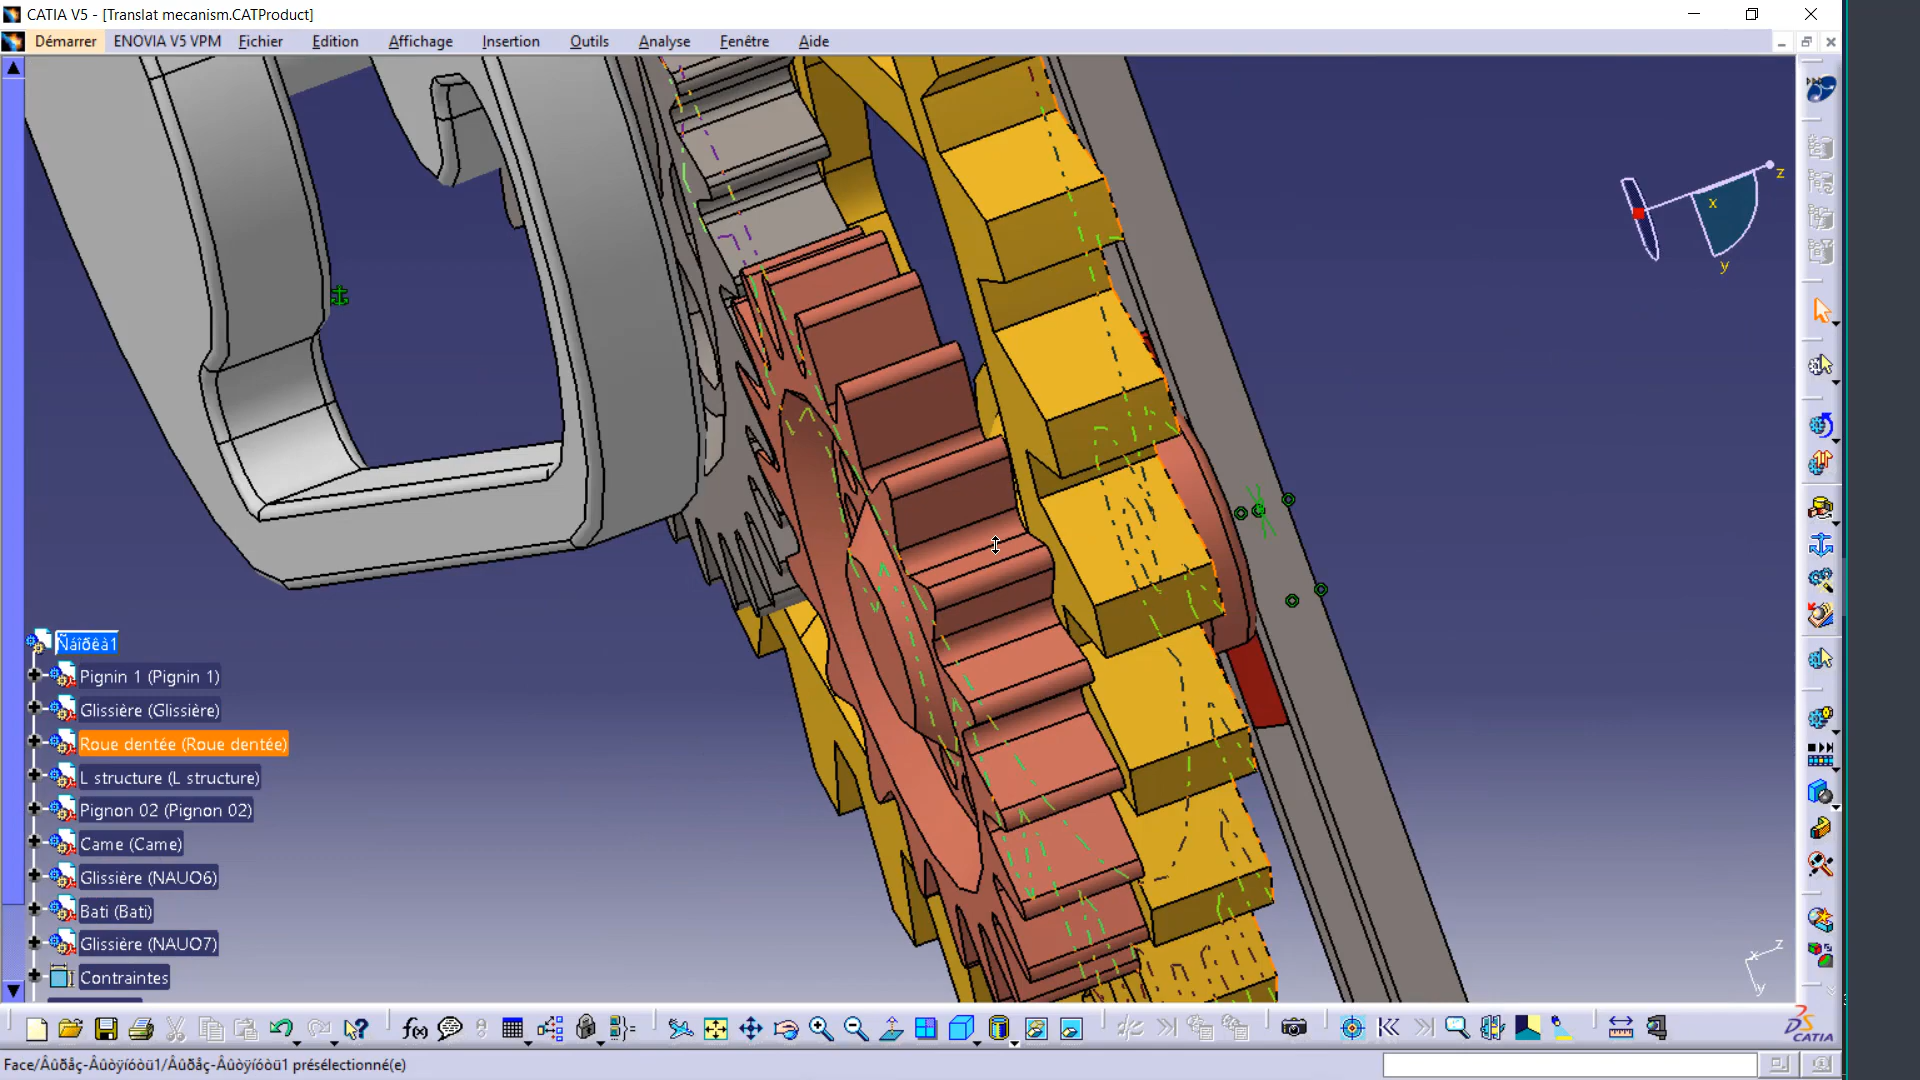 CATIA V5 - [Translat mecanism.CATProduct]
Démarrer ENOVIA V5 VPM Fichier Edition Affichage Insertion Outils Analyse Fenêtre Aide
z
x
y
Ñáîðêà1
Pignin 1 (Pignin 1)
Glissière (Glissière)
Roue dentée (Roue dentée)
L structure (L structure)
Pignon 02 (Pignon 02)
Came (Came)
Glissière (NAUO6)
Bati (Bati)
Glissière (NAUO7)
Contraintes
z
x
y
f(x)
CATIA
Face/Âûðåç-Âûòÿíóòü1/Âûðåç-Âûòÿíóòü1 présélectionné(e)